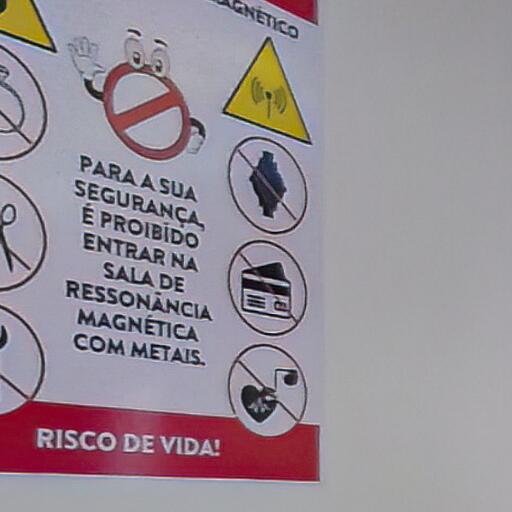 MAGNÉTICO
PARA A SUA
SEGURANÇA,
É PROIBIDO
ENTRAR NA
SALA DE
RESSONÂNCIA
MAGNÉTICA
COM METAIS.
RISCO DE VIDA!